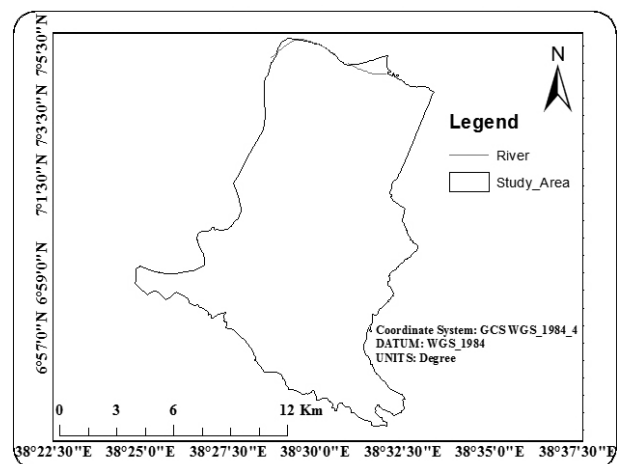 7°5'30"N
7°3'30"N
7°1'30"N
6°59'0"N
6°57'0"N
N
Legend
River
Study_Area
Coordinate System: GCS WGS_1984_4
DATUM: WGS_1984
UNITS: Degree
0 3 6 12 Km
38°22'30"E 38°25'0"E 38°27'30"E 38°30'0"E 38°32'30"E 38°35'0"E 38°37'30"E